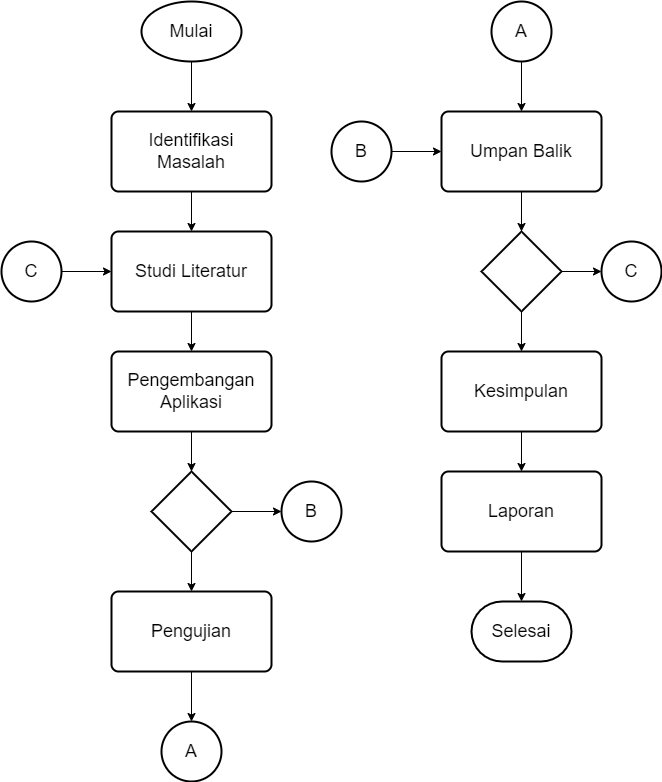 Mulai
Identifikasi
Masalah
C
Studi Literatur
Pengembangan
Aplikasi
B
Pengujian
A
A
B
Umpan Balik
C
Kesimpulan
Laporan
Selesai